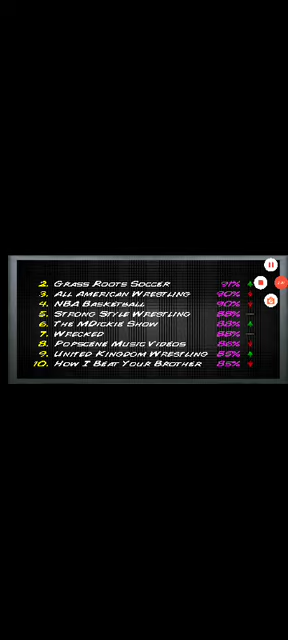 2. Grass Roots Soccer 91%
3. All American Wrestling 90%
4. NBA Basketball 90%
5. Strong Style Wrestling 88%
6. The MDickie Show 88%
7. Wrecked 88%
8. Popscene Music Videos 86%
9. United Kingdom Wrestling 85%
10. How I Beat Your Brother 85%